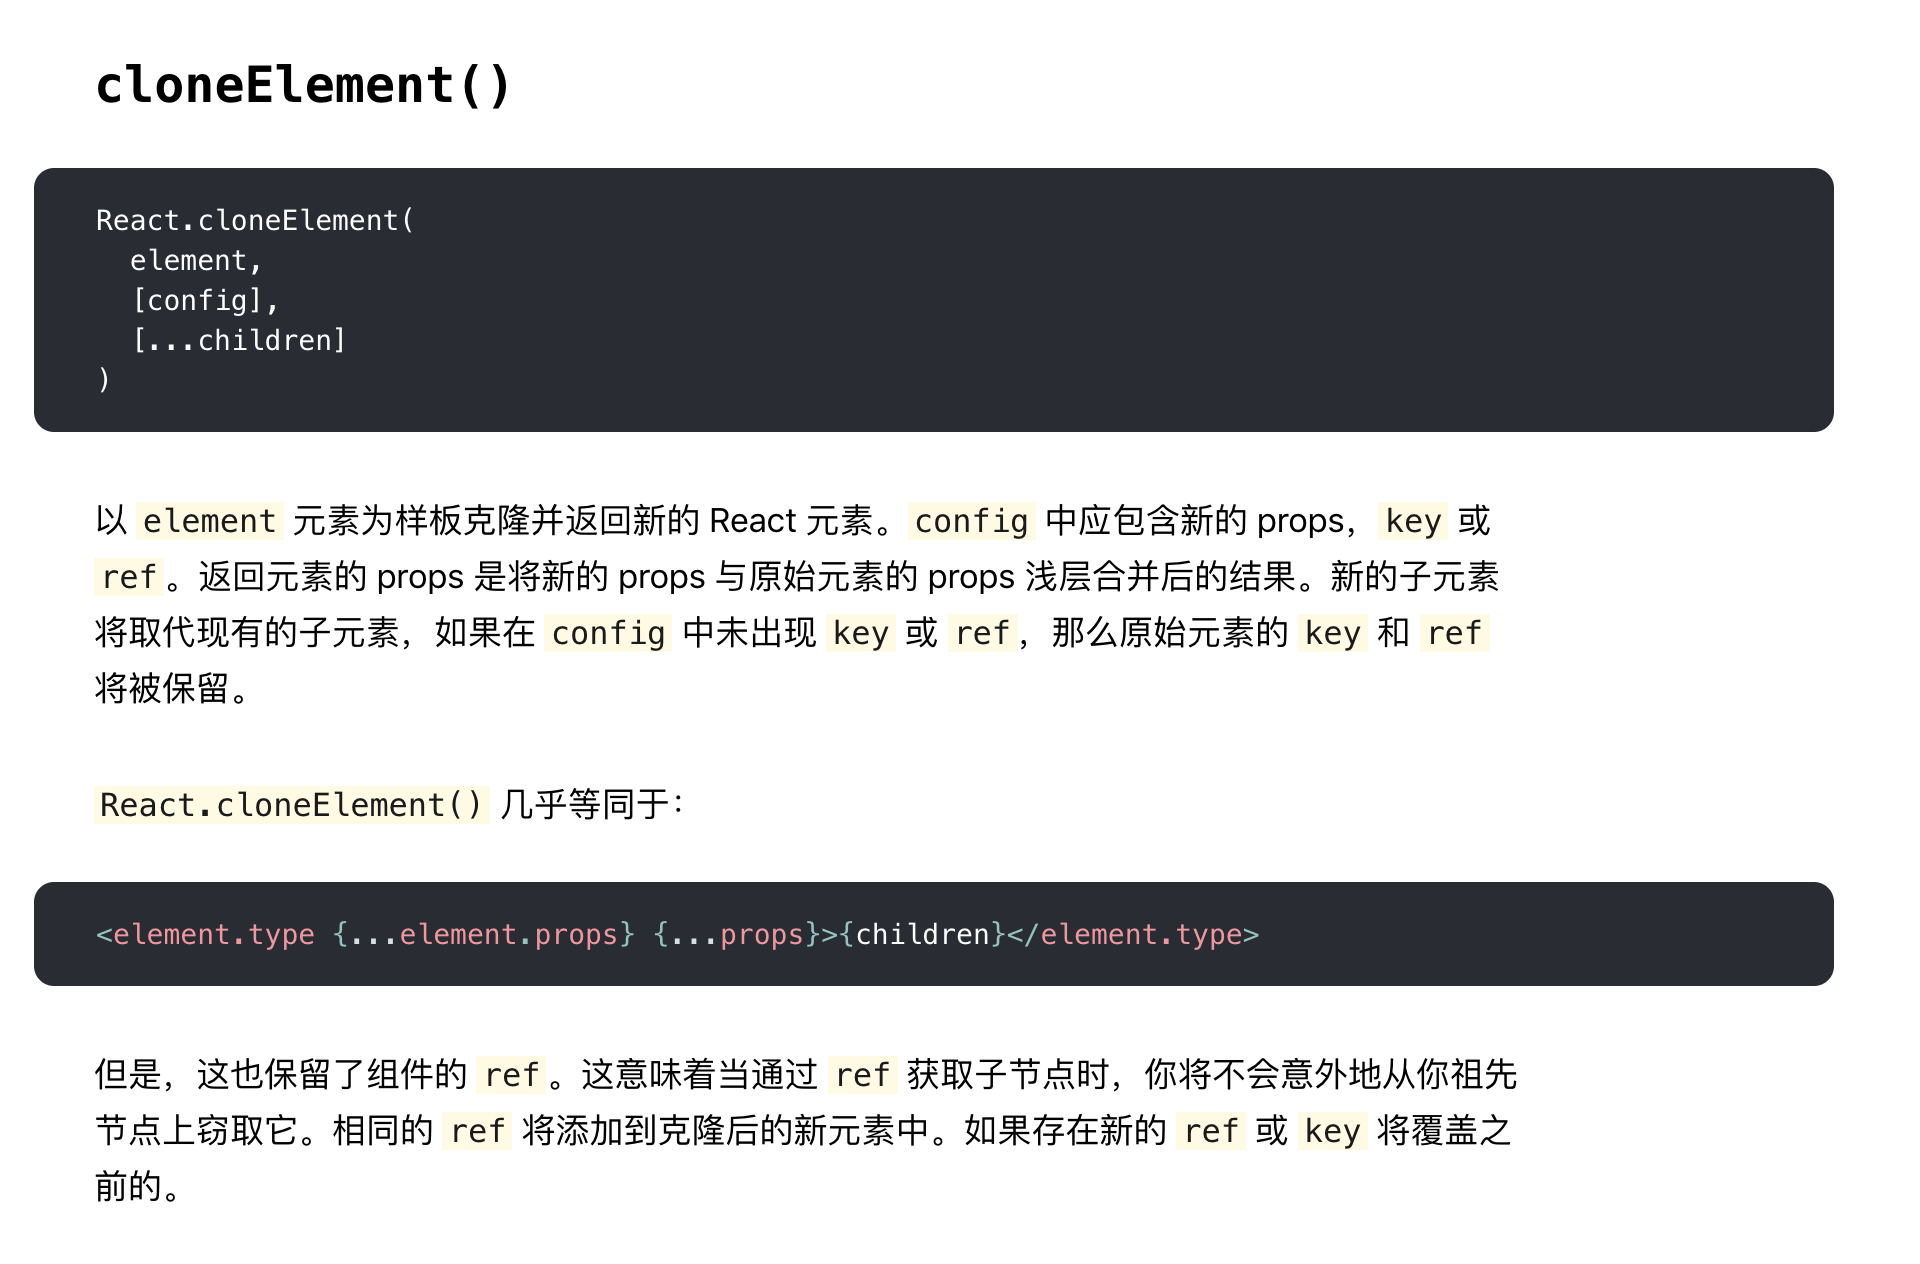 cloneElement()
React.cloneElement(
  element,
  [config],
  [...children]
)
以 element 元素为样板克隆并返回新的 React 元素。config 中应包含新的 props，key 或
ref。返回元素的 props 是将新的 props 与原始元素的 props 浅层合并后的结果。新的子元素
将取代现有的子元素，如果在 config 中未出现 key 或 ref，那么原始元素的 key 和 ref
将被保留。
React.cloneElement() 几乎等同于：
<element.type {...element.props} {...props}>{children}</element.type>
但是，这也保留了组件的 ref。这意味着当通过 ref 获取子节点时，你将不会意外地从你祖先
节点上窃取它。相同的 ref 将添加到克隆后的新元素中。如果存在新的 ref 或 key 将覆盖之
前的。